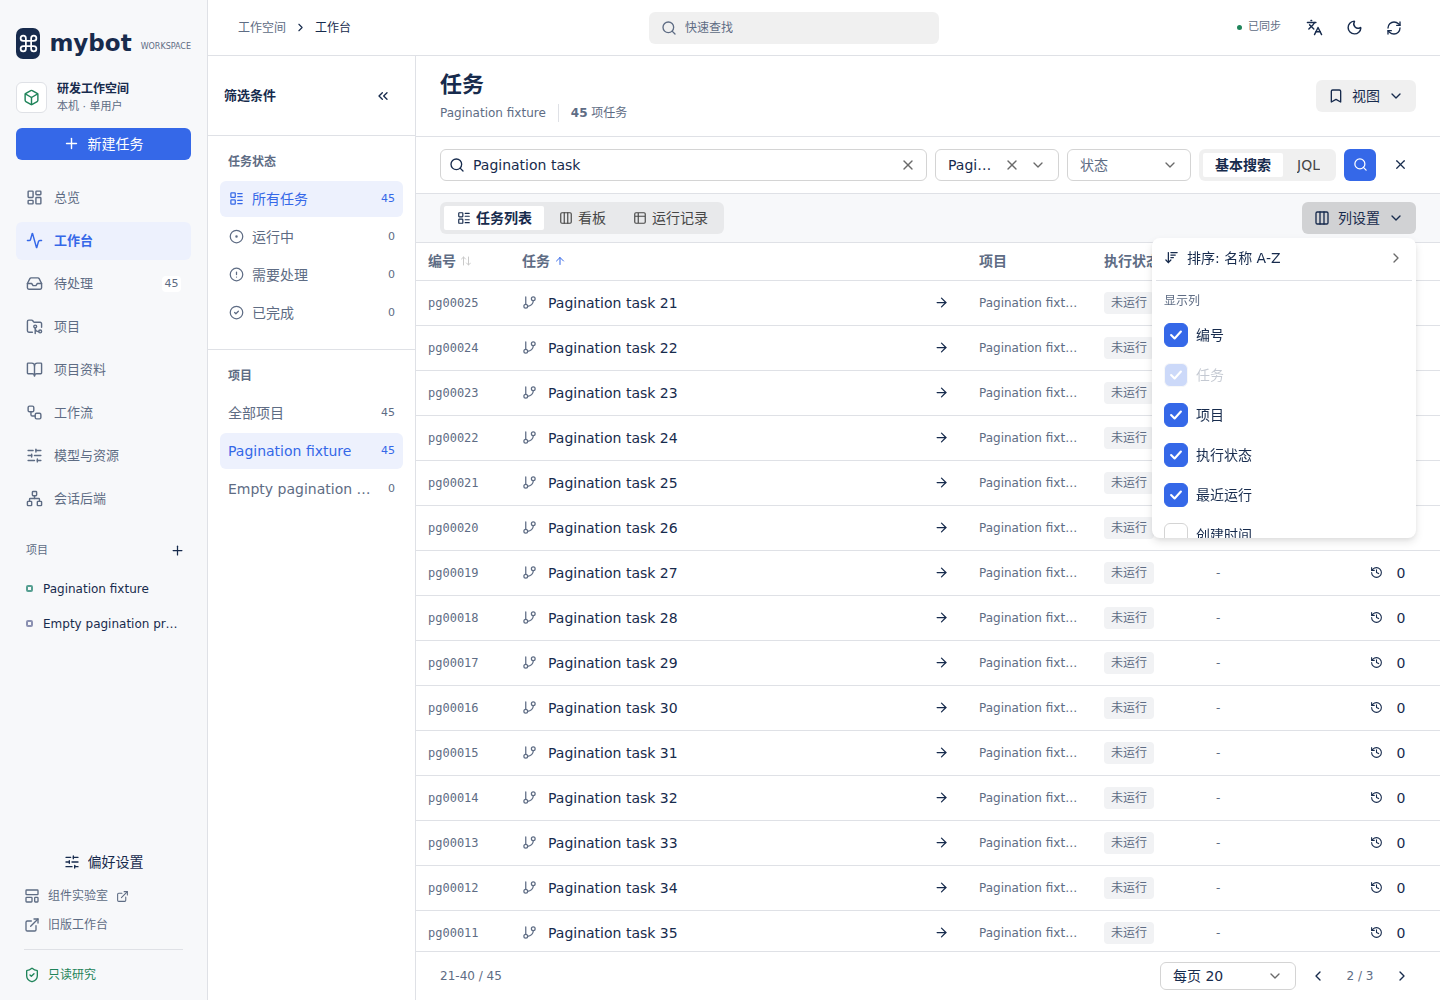 mybot WORKSPACE
研发工作空间
本机 · 单用户
新建任务
总览
工作台
待处理 45
项目
项目资料
工作流
模型与资源
会话后端
项目
Pagination fixture
Empty pagination pr...
偏好设置
组件实验室
旧版工作台
只读研究
工作空间 工作台
快速查找
已同步
筛选条件
任务状态
所有任务 45
运行中 0
需要处理 0
已完成 0
项目
全部项目 45
Pagination fixture 45
Empty pagination ... 0
任务
Pagination fixture 45 项任务
视图
Pagination task Pagi... 状态 基本搜索 JQL
任务列表 看板 运行记录 列设置
编号 任务 项目 执行状态
pg00025 Pagination task 21 Pagination fixt... 未运行
pg00024 Pagination task 22 Pagination fixt... 未运行
pg00023 Pagination task 23 Pagination fixt... 未运行
pg00022 Pagination task 24 Pagination fixt... 未运行
pg00021 Pagination task 25 Pagination fixt... 未运行
pg00020 Pagination task 26 Pagination fixt... 未运行
pg00019 Pagination task 27 Pagination fixt... 未运行 - 0
pg00018 Pagination task 28 Pagination fixt... 未运行 - 0
pg00017 Pagination task 29 Pagination fixt... 未运行 - 0
pg00016 Pagination task 30 Pagination fixt... 未运行 - 0
pg00015 Pagination task 31 Pagination fixt... 未运行 - 0
pg00014 Pagination task 32 Pagination fixt... 未运行 - 0
pg00013 Pagination task 33 Pagination fixt... 未运行 - 0
pg00012 Pagination task 34 Pagination fixt... 未运行 - 0
pg00011 Pagination task 35 Pagination fixt... 未运行 - 0
排序: 名称 A-Z
显示列
编号
任务
项目
执行状态
最近运行
创建时间
21-40 / 45 每页 20 2 / 3